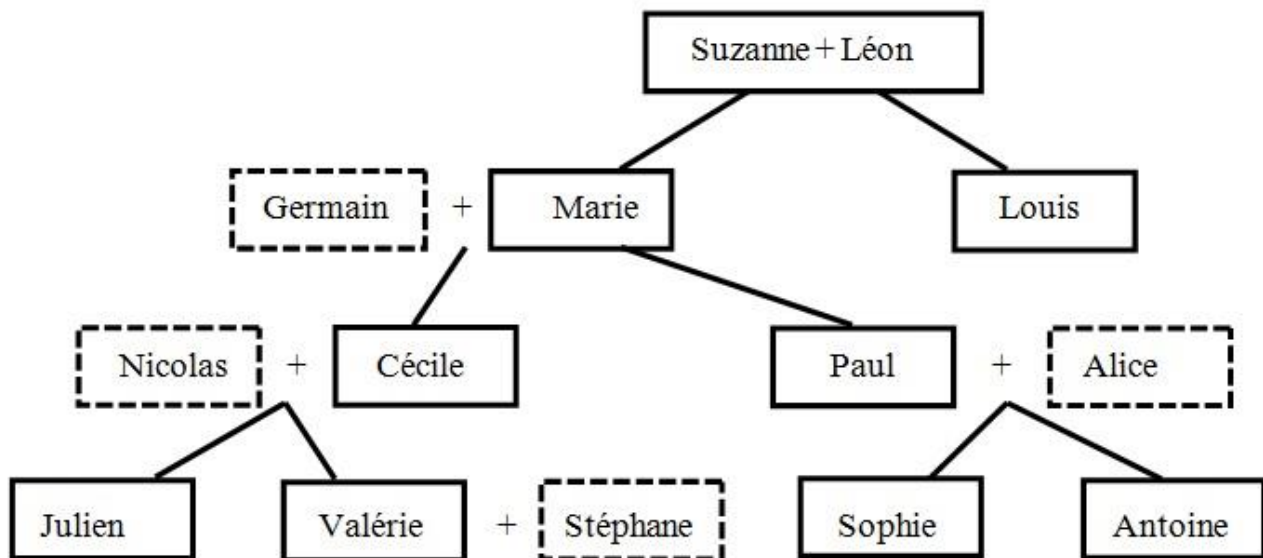 Suzanne + Léon
Germain + Marie Louis
Nicolas + Cécile Paul + Alice
Julien Valérie + Stéphane Sophie Antoine